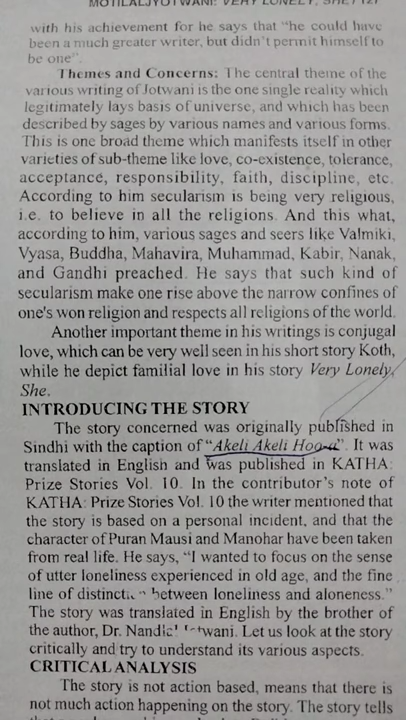 MOTILAL JYOTWANI: VERY LONELY, SHE / 127
with his achievement for he says that “he could have
been a much greater writer, but didn’t permit himself to
be one”.
Themes and Concerns: The central theme of the
various writing of Jotwani is the one single reality which
legitimately lays basis of universe, and which has been
described by sages by various names and various forms.
This is one broad theme which manifests itself in other
varieties of sub-theme like love, co-existence, tolerance,
acceptance, responsibility, faith, discipline, etc.
According to him secularism is being very religious,
i.e. to believe in all the religions. And this what,
according to him, various sages and seers like Valmiki,
Vyasa, Buddha, Mahavira, Muhammad, Kabir, Nanak,
and Gandhi preached. He says that such kind of
secularism make one rise above the narrow confines of
one's won religion and respects all religions of the world.
Another important theme in his writings is conjugal
love, which can be very well seen in his short story Koth,
while he depict familial love in his story Very Lonely,
She.
INTRODUCING THE STORY
The story concerned was originally published in
Sindhi with the caption of “Akeli Akeli Hoo-a”. It was
translated in English and was published in KATHA:
Prize Stories Vol. 10. In the contributor’s note of
KATHA: Prize Stories Vol. 10 the writer mentioned that
the story is based on a personal incident, and that the
character of Puran Mausi and Manohar have been taken
from real life. He says, “I wanted to focus on the sense
of utter loneliness experienced in old age, and the fine
line of between loneliness and aloneness.”
The story was translated in English by the brother of
the author, Dr. Let us look at the story
critically and try to understand its various aspects.
CRITICAL ANALYSIS
The story is not action based, means that there is
not much action happening on the story. The story tells